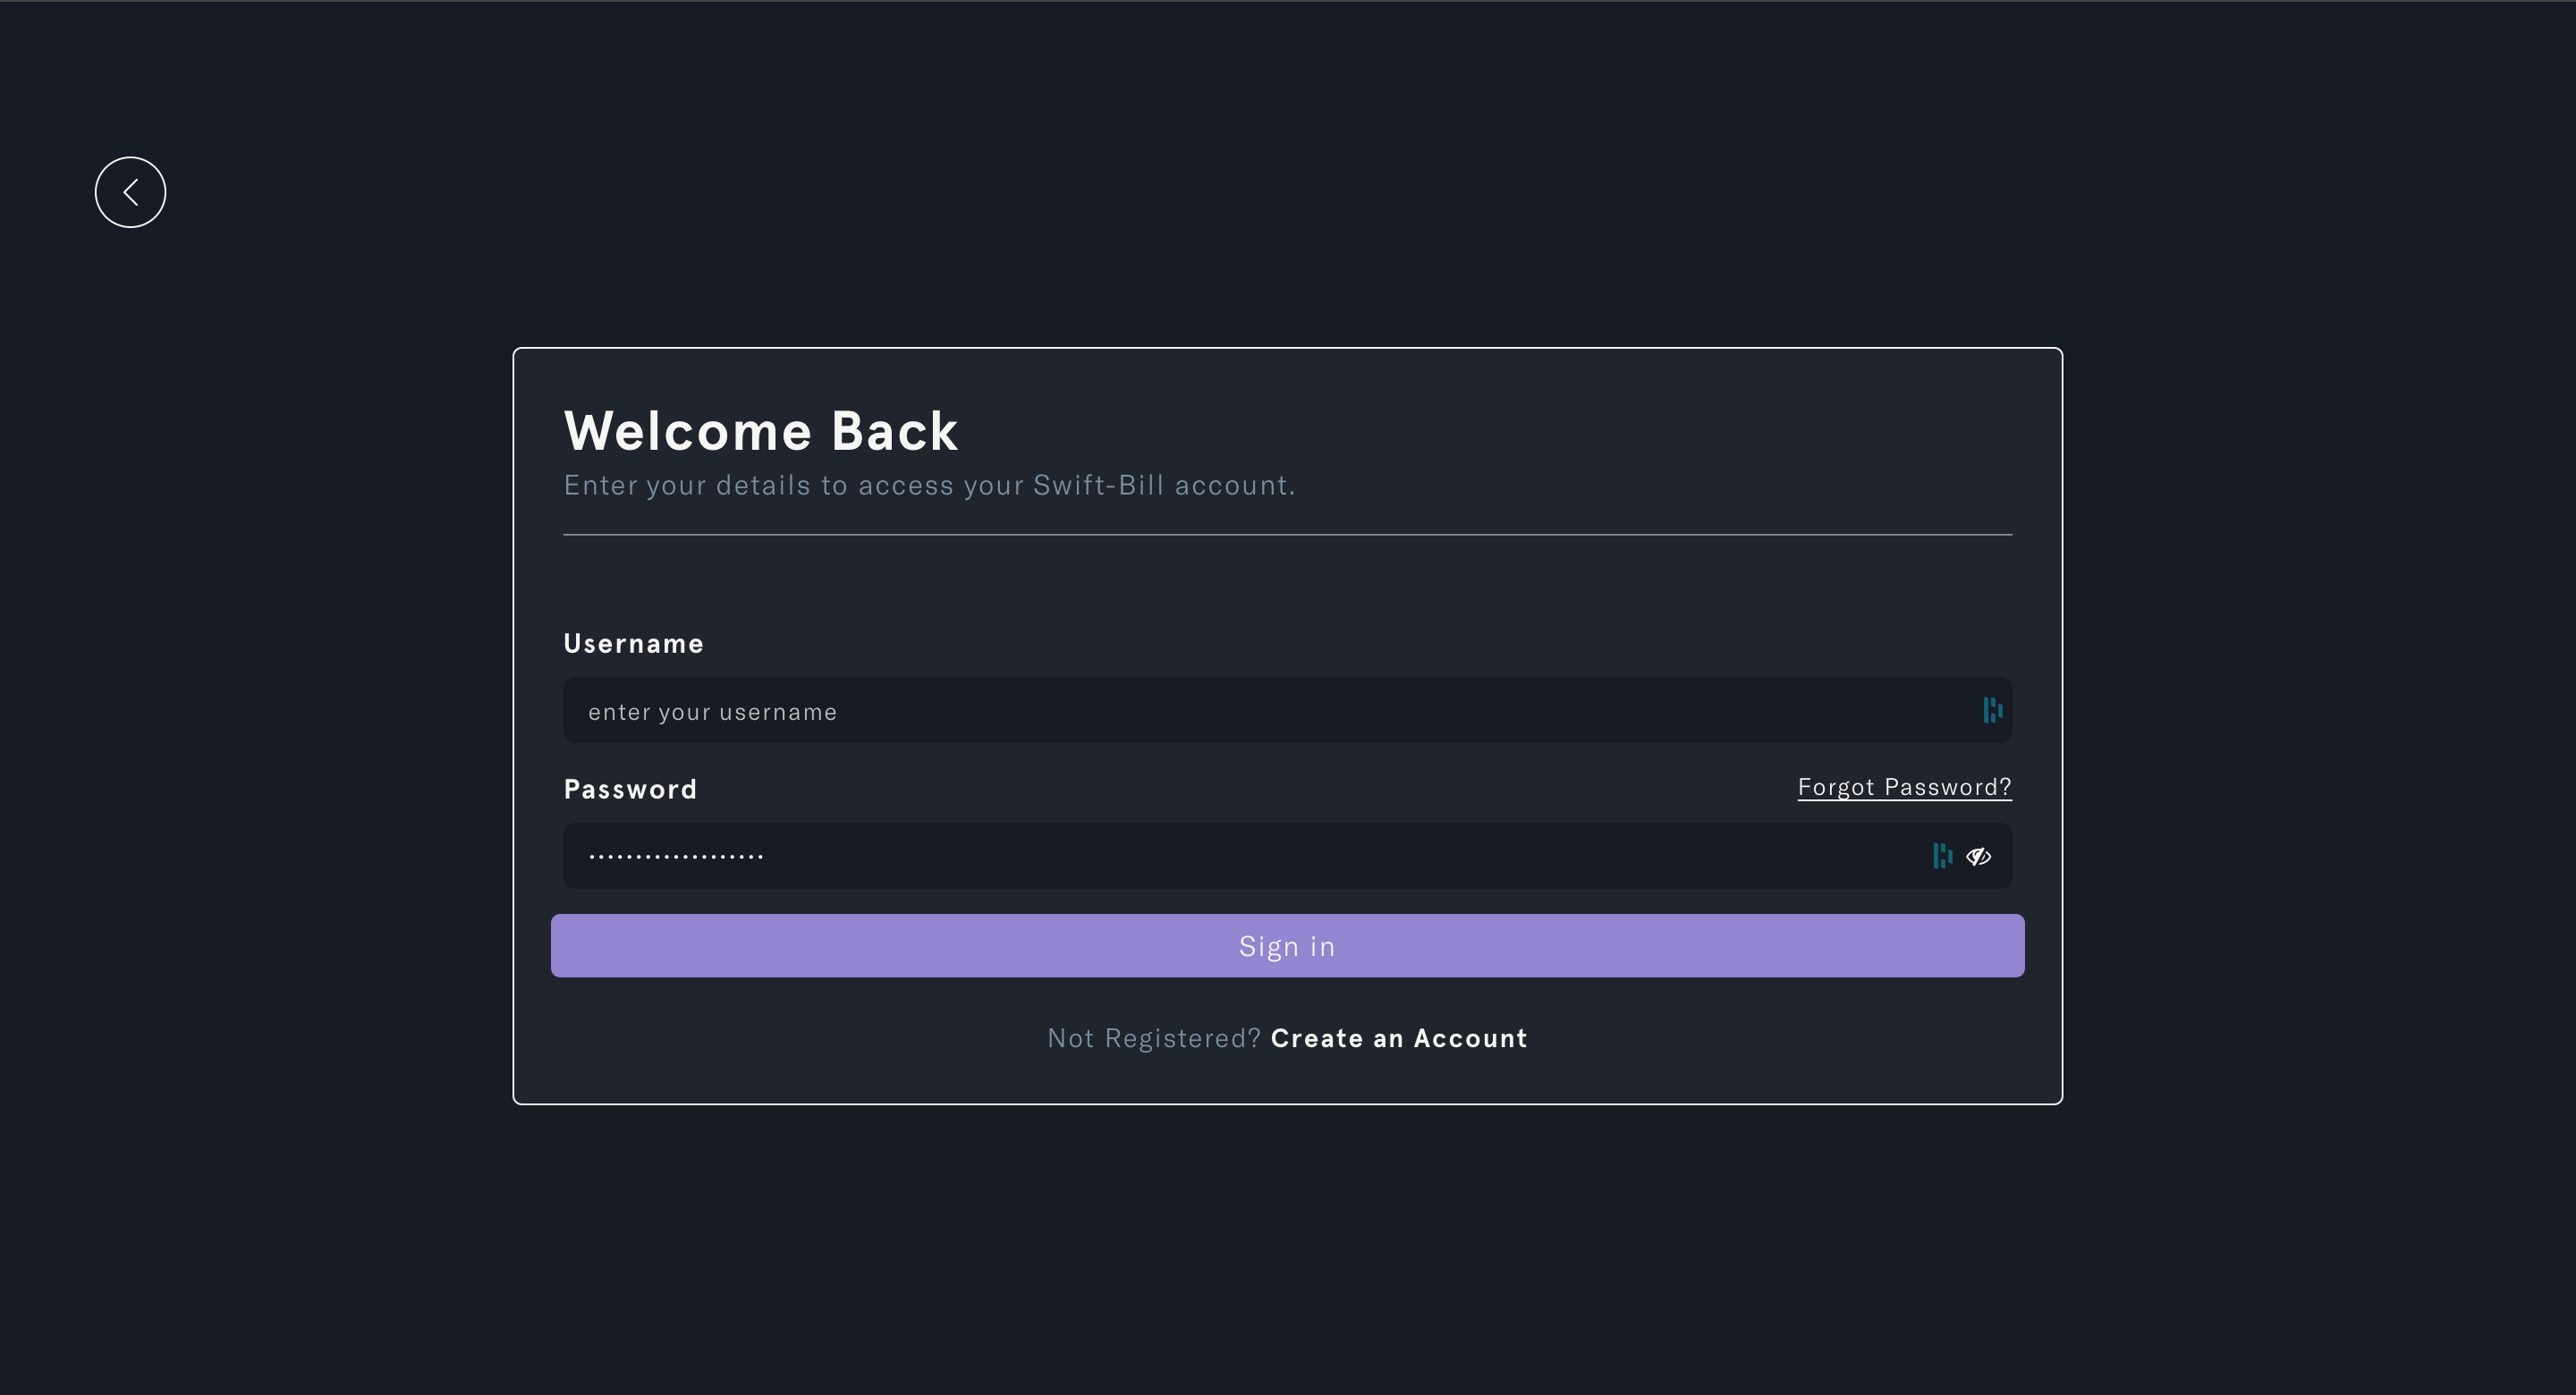 Welcome Back
Enter your details to access your Swift-Bill account.
Username
enter your username
Password
Forgot Password?
•••••••••••••••••••
Sign in
Not Registered? Create an Account